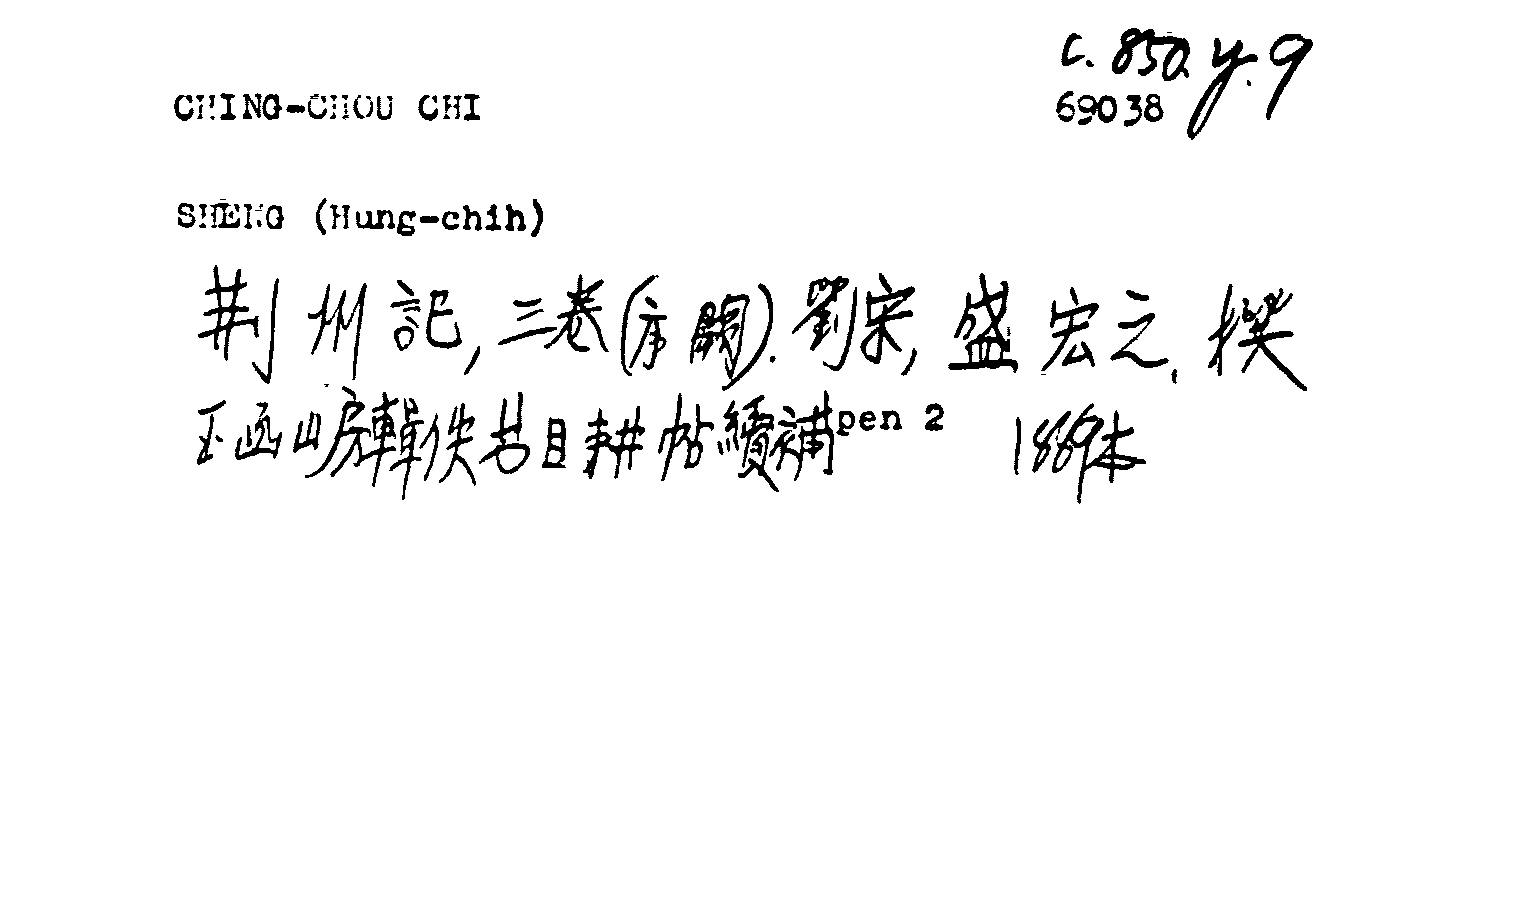 c.850.y.9
CHING-CHOU CHI 69038
SHENG (Hung-chih)
荆州記, 三卷(序闕). 劉宋, 盛宏之, 撰
玉函山房輯佚書目耕帖續補 pen 2 1889本